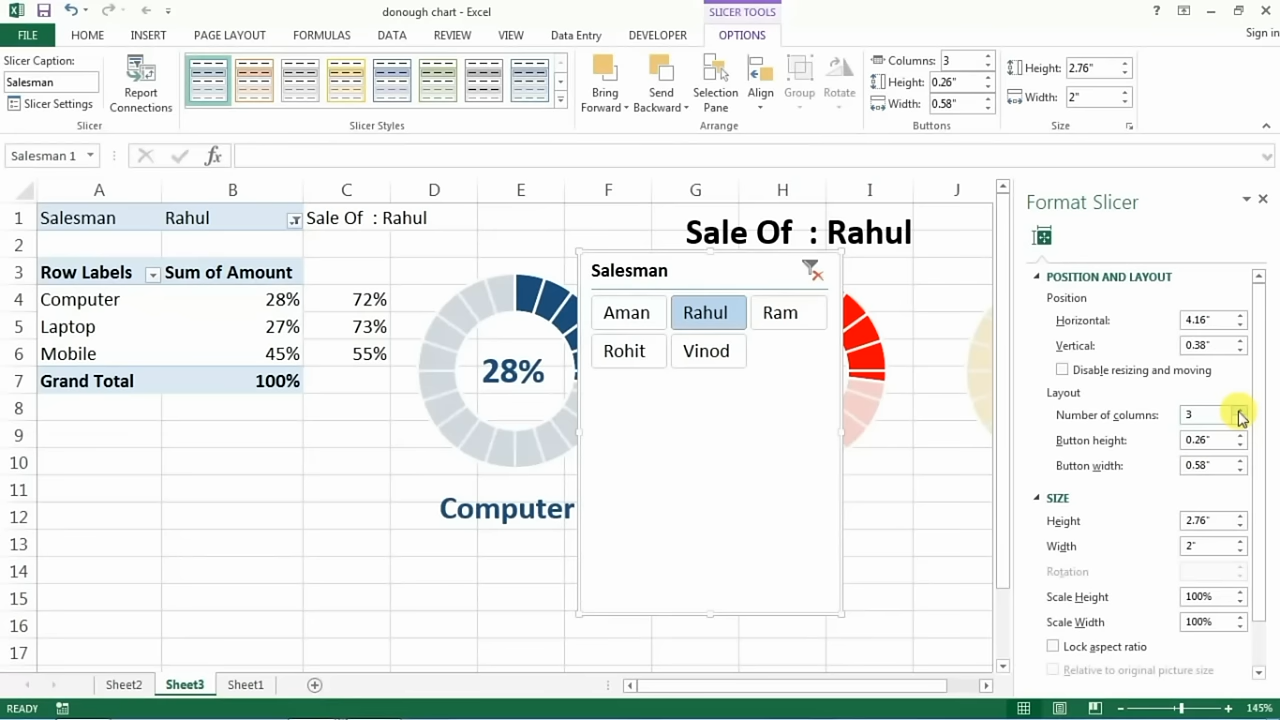 donough chart - Excel
SLICER TOOLS
? Sign in
FILE HOME INSERT PAGE LAYOUT FORMULAS DATA REVIEW VIEW Data Entry DEVELOPER OPTIONS
Slicer Caption:
Salesman
Slicer Settings
Report
Connections
Bring
Forward
Send
Backward
Selection
Pane
Align
Group
Rotate
Columns: 3
Height: 0.26"
Width: 0.58"
Height: 2.76"
Width: 2"
Slicer
Slicer Styles
Arrange
Buttons
Size
Salesman 1
fx
A B C D E F G H I J
1 Salesman Rahul Sale Of : Rahul
2
3 Row Labels Sum of Amount
4 Computer 28% 72%
5 Laptop 27% 73%
6 Mobile 45% 55%
7 Grand Total 100%
8
9
10
11
12
13
14
15
16
17
Sale Of : Rahul
28%
Computer
Salesman
Aman Rahul Ram
Rohit Vinod
Format Slicer
POSITION AND LAYOUT
Position
Horizontal: 4.16"
Vertical: 0.38"
Disable resizing and moving
Layout
Number of columns: 3
Button height: 0.26"
Button width: 0.58"
SIZE
Height 2.76"
Width 2"
Rotation
Scale Height 100%
Scale Width 100%
Lock aspect ratio
Relative to original picture size
Sheet2 Sheet3 Sheet1
READY
145%